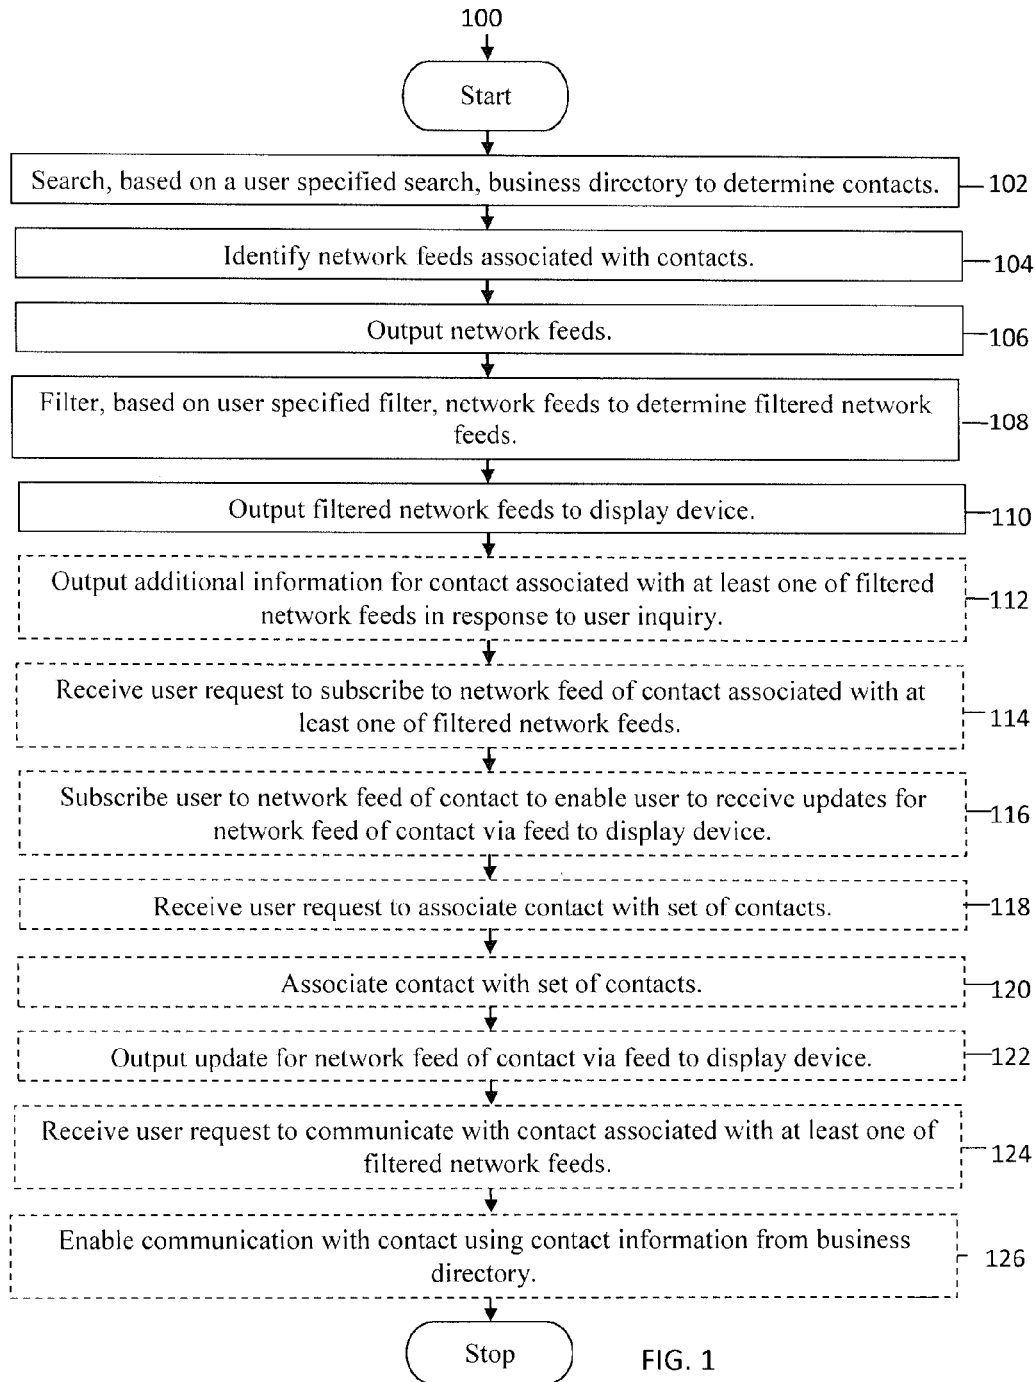 100
Start
Search, based on a user specified search, business directory to determine contacts.
102
Identify network feeds associated with contacts.
104
Output network feeds.
106
Filter, based on user specified filter, network feeds to determine filtered network
feeds.
108
Output filtered network feeds to display device.
110
Output additional information for contact associated with at least one of filtered
network feeds in response to user inquiry.
112
Receive user request to subscribe to network feed of contact associated with at
least one of filtered network feeds.
114
Subscribe user to network feed of contact to enable user to receive updates for
network feed of contact via feed to display device.
116
Receive user request to associate contact with set of contacts.
118
Associate contact with set of contacts.
120
Output update for network feed of contact via feed to display device.
122
Receive user request to communicate with contact associated with at least one of
filtered network feeds.
124
Enable communication with contact using contact information from business
directory.
126
Stop
FIG. 1